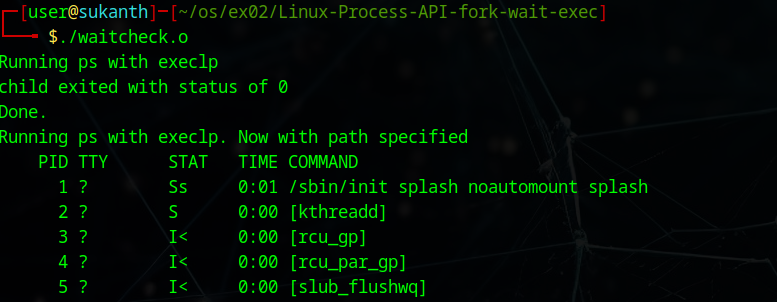 ┌─[user@sukanth]─[~/os/ex02/Linux-Process-API-fork-wait-exec]
└──╼ $./waitcheck.o
Running ps with execlp
child exited with status of 0
Done.
Running ps with execlp. Now with path specified
    PID TTY      STAT   TIME COMMAND
      1 ?        Ss     0:01 /sbin/init splash noautomount splash
      2 ?        S      0:00 [kthreadd]
      3 ?        I<     0:00 [rcu_gp]
      4 ?        I<     0:00 [rcu_par_gp]
      5 ?        I<     0:00 [slub_flushwq]